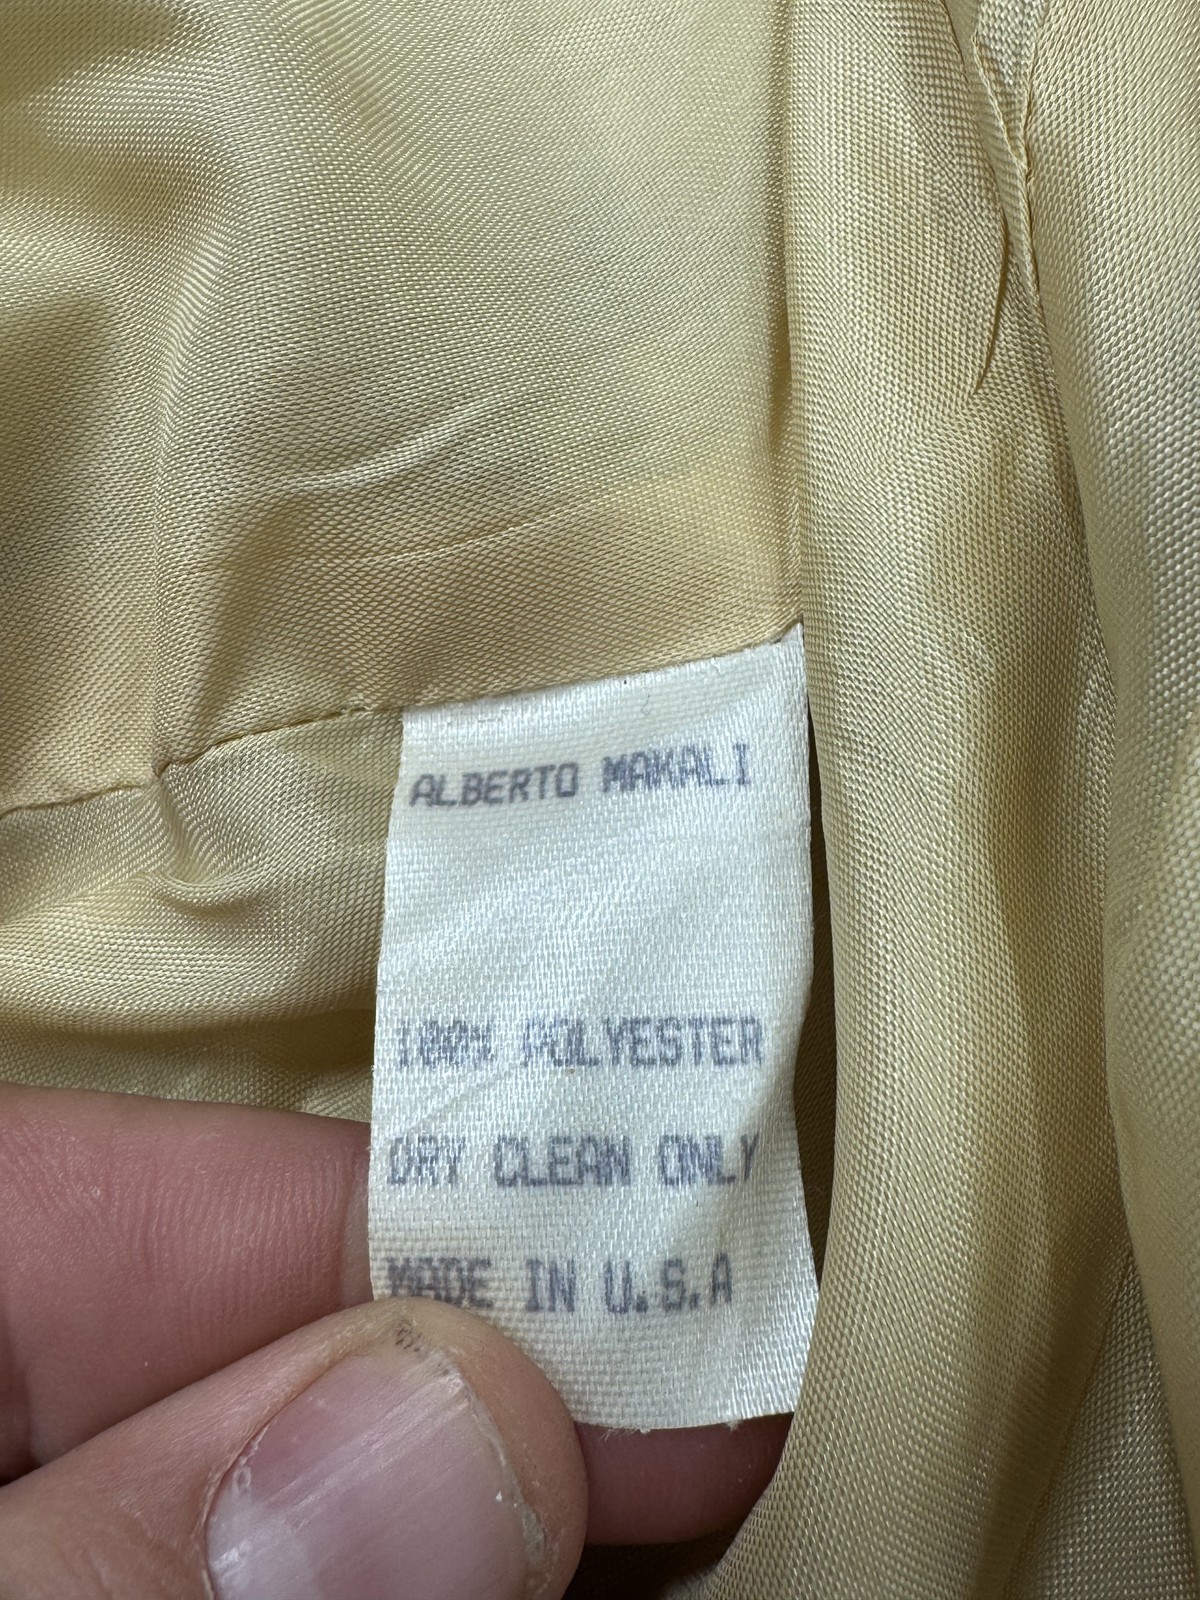 ALBERTO MAKALI
100% POLYESTER
DRY CLEAN ONLY
MADE IN U.S.A